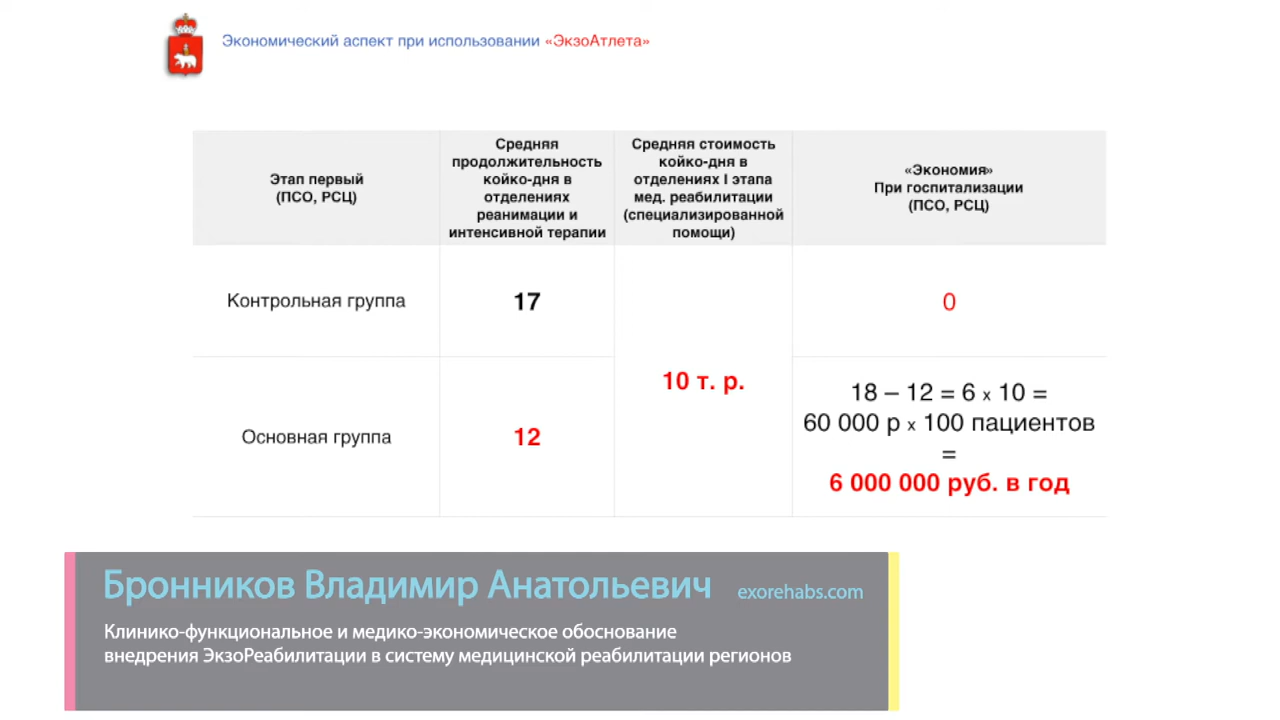 Экономический аспект при использовании «ЭкзоАтлета»
Этап первый
(ПСО, РСЦ)
Средняя
продолжительность
койко-дня в
отделениях
реанимации и
интенсивной терапии
Средняя стоимость
койко-дня в
отделениях I этапа
мед. реабилитации
(специализированной
помощи)
«Экономия»
При госпитализации
(ПСО, РСЦ)
Контрольная группа
17
10 т. р.
0
Основная группа
12
18 – 12 = 6 х 10 =
60 000 р х 100 пациентов
=
6 000 000 руб. в год
Бронников Владимир Анатольевич
exorehabs.com
Клинико-функциональное и медико-экономическое обоснование
внедрения ЭкзоРеабилитации в систему медицинской реабилитации регионов